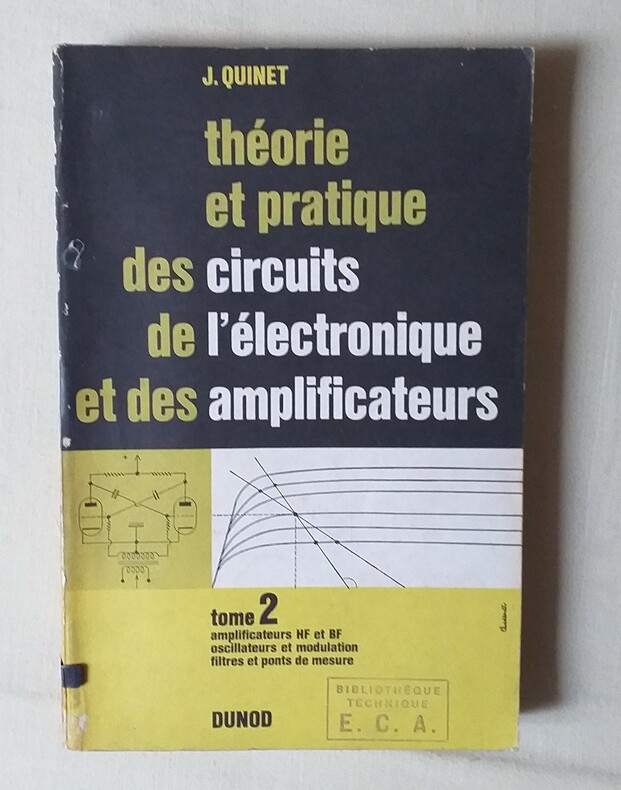 J. QUINET
théorie
et pratique
des circuits
de l'électronique
et des amplificateurs
tome 2
amplificateurs HF et BF
oscillateurs et modulation
filtres et ponts de mesure
DUNOD
BIBLIOTHÈQUE
TECHNIQUE
E. C. A.